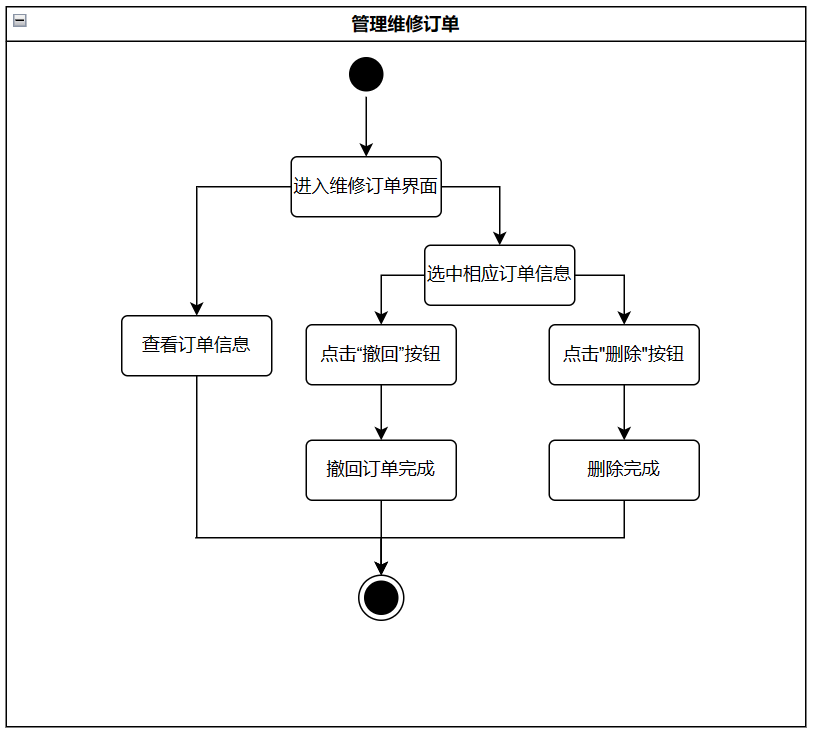 管理维修订单
进入维修订单界面
选中相应订单信息
查看订单信息
点击“撤回”按钮
点击"删除"按钮
撤回订单完成
删除完成